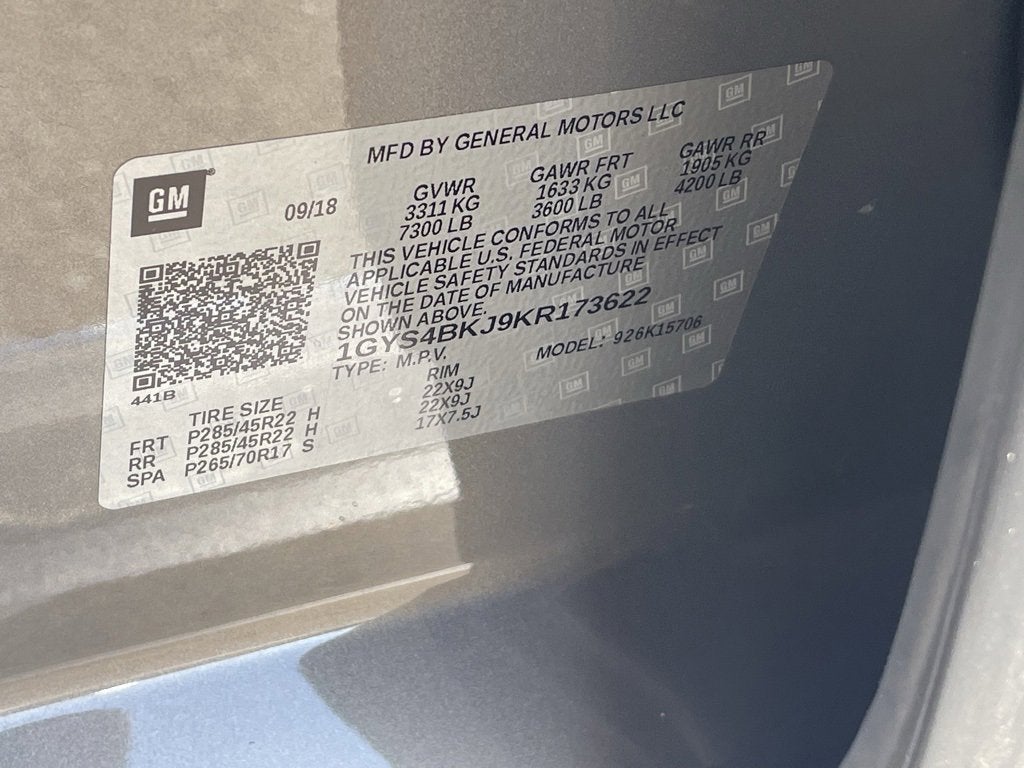 GM
MFD BY GENERAL MOTORS LLC
09/18
GVWR GAWR FRT GAWR RR
3311 KG 1633 KG 1905 KG
7300 LB 3600 LB 4200 LB
THIS VEHICLE CONFORMS TO ALL
APPLICABLE U.S. FEDERAL MOTOR
VEHICLE SAFETY STANDARDS IN EFFECT
ON THE DATE OF MANUFACTURE
SHOWN ABOVE.
1GYS4BKJ9KR173622
TYPE: M.P.V. MODEL: 926K15706
441B
TIRE SIZE RIM
FRT P285/45R22 H 22X9J
RR P285/45R22 H 22X9J
SPA P265/70R17 S 17X7.5J